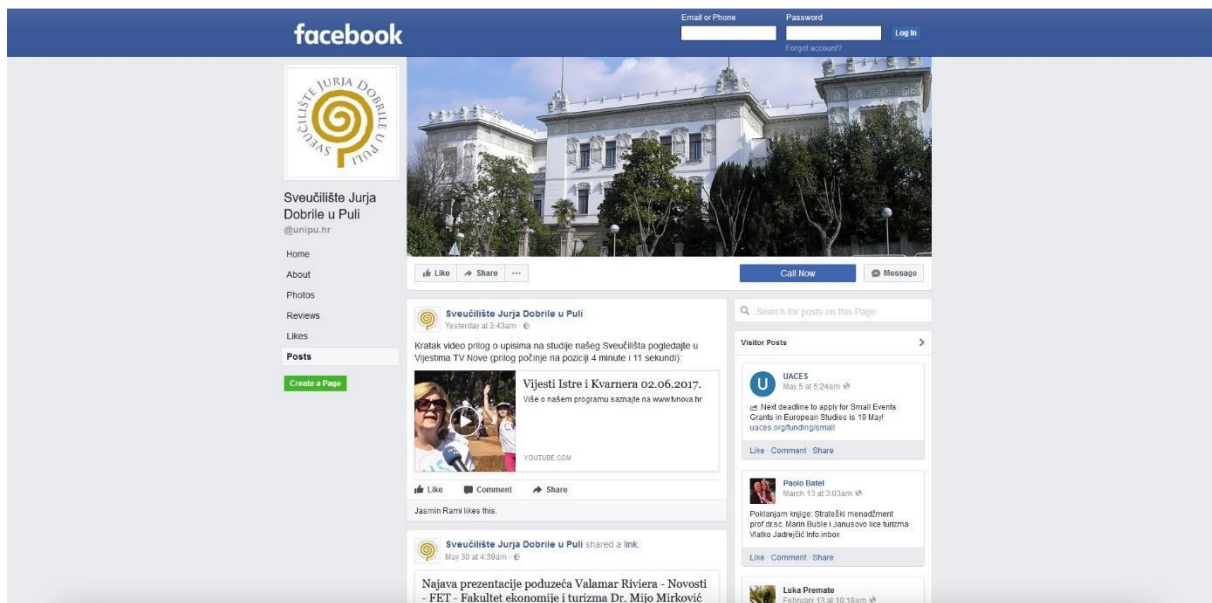 facebook
Email or Phone
Password
Log In
Forgot account?
SVEUČILIŠTE JURJA DOBRILE U PULI
Sveučilište Jurja
Dobrile u Puli
@unipu.hr
Home
About
Photos
Reviews
Likes
Posts
Create a Page
Like
Share
Call Now
Message
Sveučilište Jurja Dobrile u Puli
Yesterday at 3:43am
Kratak video prilog o upisima na studije našeg Sveučilišta pogledajte u
Vijestima TV Nove (prilog počinje na poziciji 4 minute i 11 sekundi):
Vijesti Istre i Kvarnera 02.06.2017.
Više o našem programu saznajte na www.tvnova.hr
YOUTUBE.COM
Like Comment Share
Jasmin Rami likes this.
Sveučilište Jurja Dobrile u Puli shared a link.
May 30 at 4:39am
Najava prezentacije poduzeća Valamar Riviera - Novosti
- FET - Fakultet ekonomije i turizma Dr. Mijo Mirković
Search for posts on this Page
Visitor Posts
U
UACES
May 5 at 5:24am
Next deadline to apply for Small Events
Grants in European Studies is 19 May!
uaces.org/funding/small
Like · Comment · Share
Paolo Batel
March 13 at 3:03am
Poklanjam knjige: Strateški menadžment
prof.dr.sc. Marin Buble i Janusovo lice turizma
Vlatko Jadrejčić Info.inbox
Like · Comment · Share
Luka Premate
February 13 at 10:18am